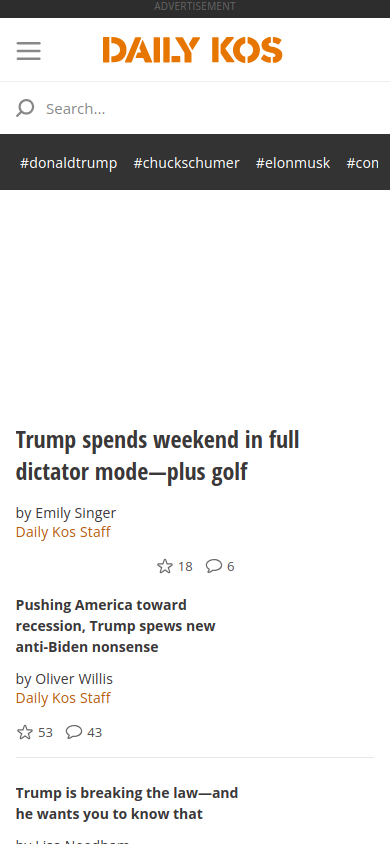 ADVERTISEMENT
DAILY KOS
Search...
#donaldtrump #chuckschumer #elonmusk #con
Trump spends weekend in full
dictator mode—plus golf
by Emily Singer
Daily Kos Staff
18 6
Pushing America toward
recession, Trump spews new
anti-Biden nonsense
by Oliver Willis
Daily Kos Staff
53 43
Trump is breaking the law—and
he wants you to know that
by Lisa Needham